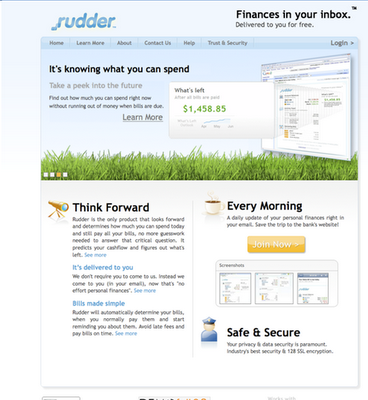 rudder
Finances in your inbox.™
Delivered to you for free.
Home Learn More About Contact Us Help Trust & Security Login >
It's knowing what you can spend
Take a peek into the future
Find out how much you can spend right now
without running out of money when bills are due.
Learn More
What's left
after all bills are paid
$1,458.85
Think Forward
Rudder is the only product that looks forward
and determines how much you can spend today
and still pay all your bills, no more guesswork
needed to answer that critical question. It
predicts your cashflow and figures out what's
left. See more
It's delivered to you
We don't require you to come to us. Instead we
come to you (in your email), now that's "no
effort personal finances". See more
Bills made simple
Rudder will automatically determine your bills,
when you normally pay them and start
reminding you about them. Avoid late fees and
pay bills on time. See more
Every Morning
A daily update of your personal finances right in
your email. Save the trip to the bank's website!
Join Now >
Screenshots
Safe & Secure
Your privacy & data security is paramount.
Industry's best security & 128 SSL encryption.